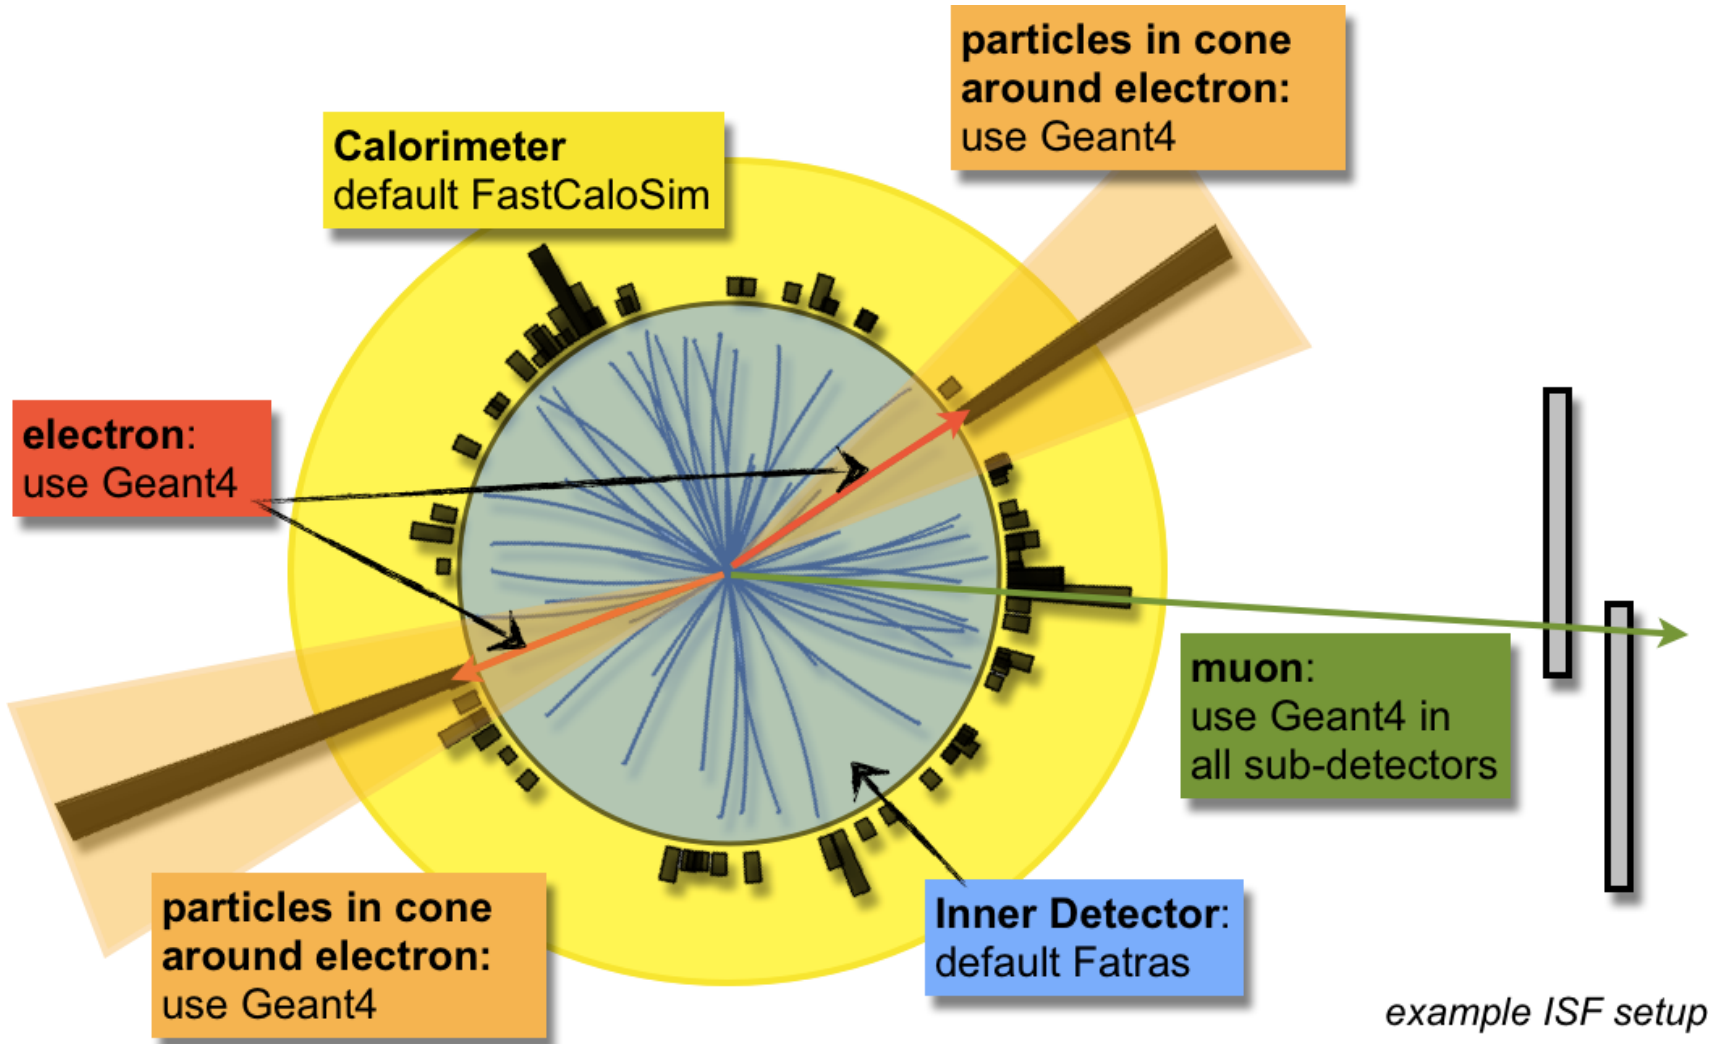 particles in cone
around electron:
use Geant4
Calorimeter
default FastCaloSim
electron:
use Geant4
muon:
use Geant4 in
all sub-detectors
particles in cone
around electron:
use Geant4
Inner Detector:
default Fatras
example ISF setup